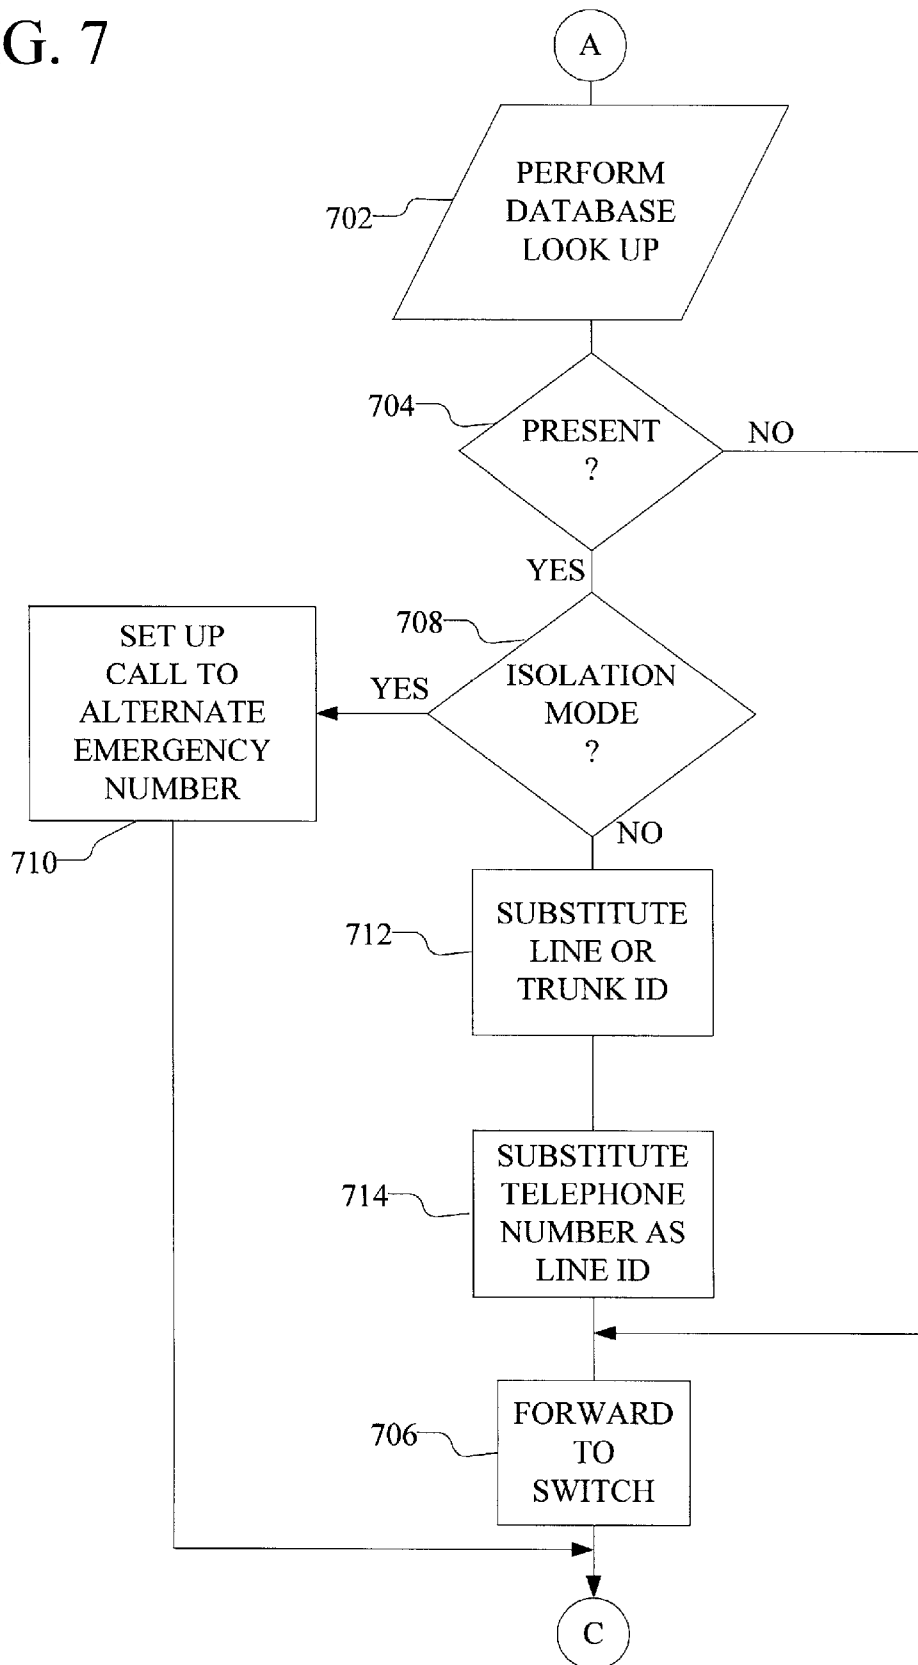 G. 7
A
702
PERFORM
DATABASE
LOOK UP
704
PRESENT
?
NO
YES
708
ISOLATION
MODE
?
YES
SET UP
CALL TO
ALTERNATE
EMERGENCY
NUMBER
710
NO
712
SUBSTITUTE
LINE OR
TRUNK ID
714
SUBSTITUTE
TELEPHONE
NUMBER AS
LINE ID
706
FORWARD
TO
SWITCH
C